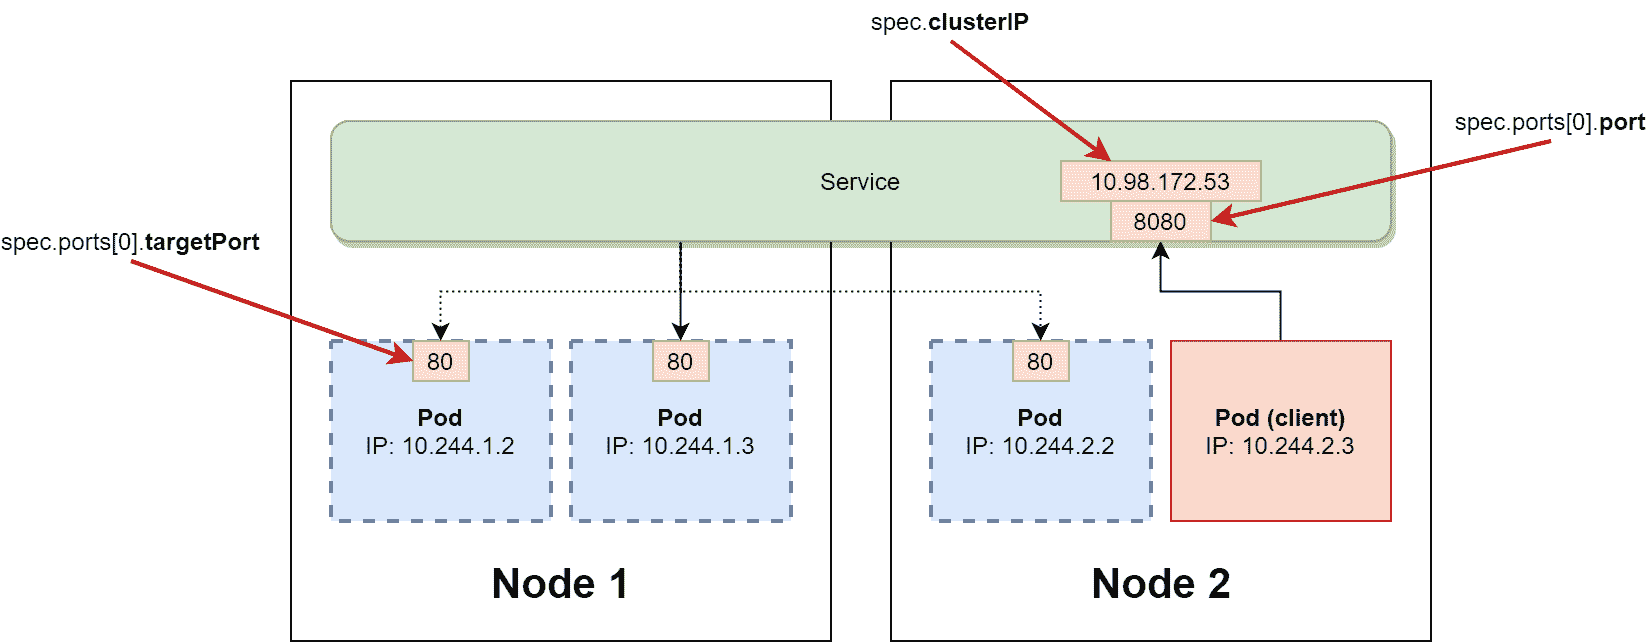 spec.clusterIP
spec.ports[0].port
Service
10.98.172.53
8080
spec.ports[0].targetPort
80
80
80
Pod
IP: 10.244.1.2
Pod
IP: 10.244.1.3
Pod
IP: 10.244.2.2
Pod (client)
IP: 10.244.2.3
Node 1
Node 2